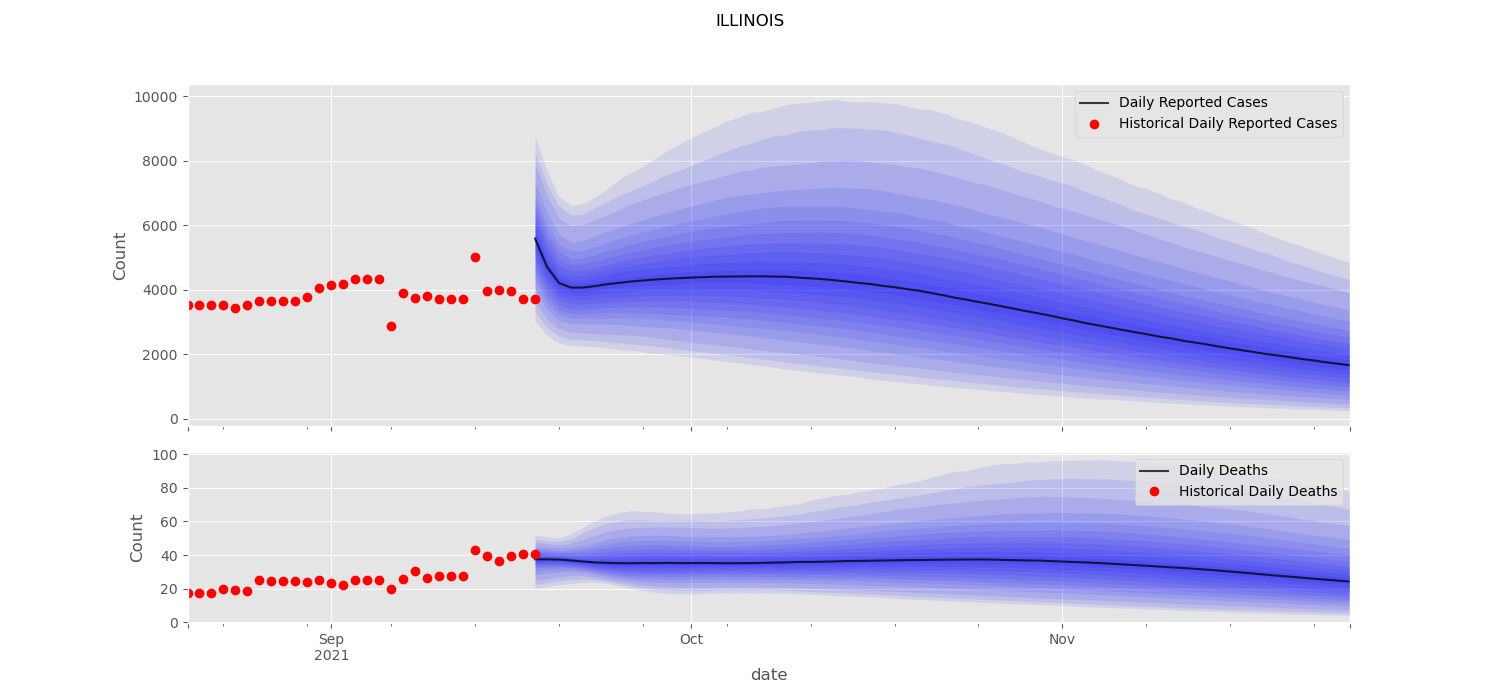 ILLINOIS
10000
8000
6000
4000
2000
0
Count
Daily Reported Cases
Historical Daily Reported Cases
100
80
60
40
20
0
Count
Daily Deaths
Historical Daily Deaths
Sep
2021
Oct
Nov
date